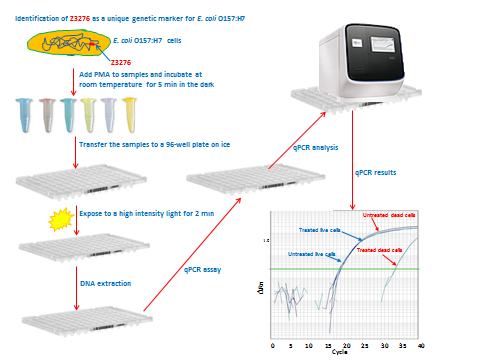 Identification of Z3276 as a unique genetic marker for E. coli O157:H7
E. coli O157:H7 cells
Z3276
Add PMA to samples and incubate at
room temperature for 5 min in the dark
Transfer the samples to a 96-well plate on ice
Expose to a high intensity light for 2 min
DNA extraction
qPCR assay
qPCR analysis
qPCR results
Untreated dead cells
Treated live cells
Untreated live cells
Treated dead cells
ΔRn
0 5 10 15 20 25 30 35 39 40
Cycle